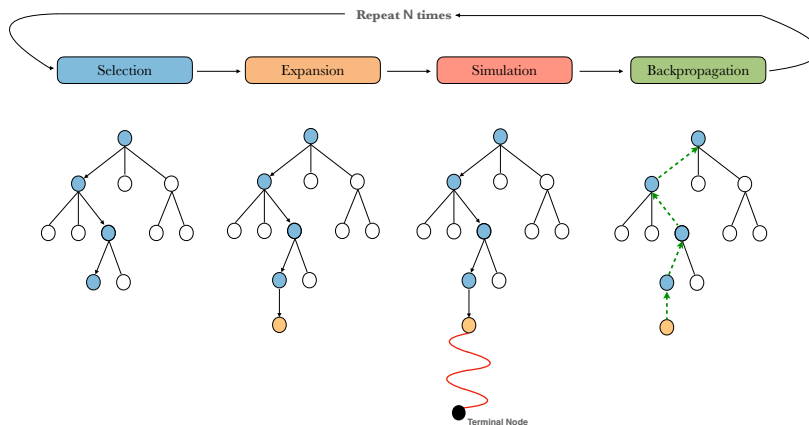 Repeat N times
Selection
Expansion
Simulation
Backpropagation
Terminal Node